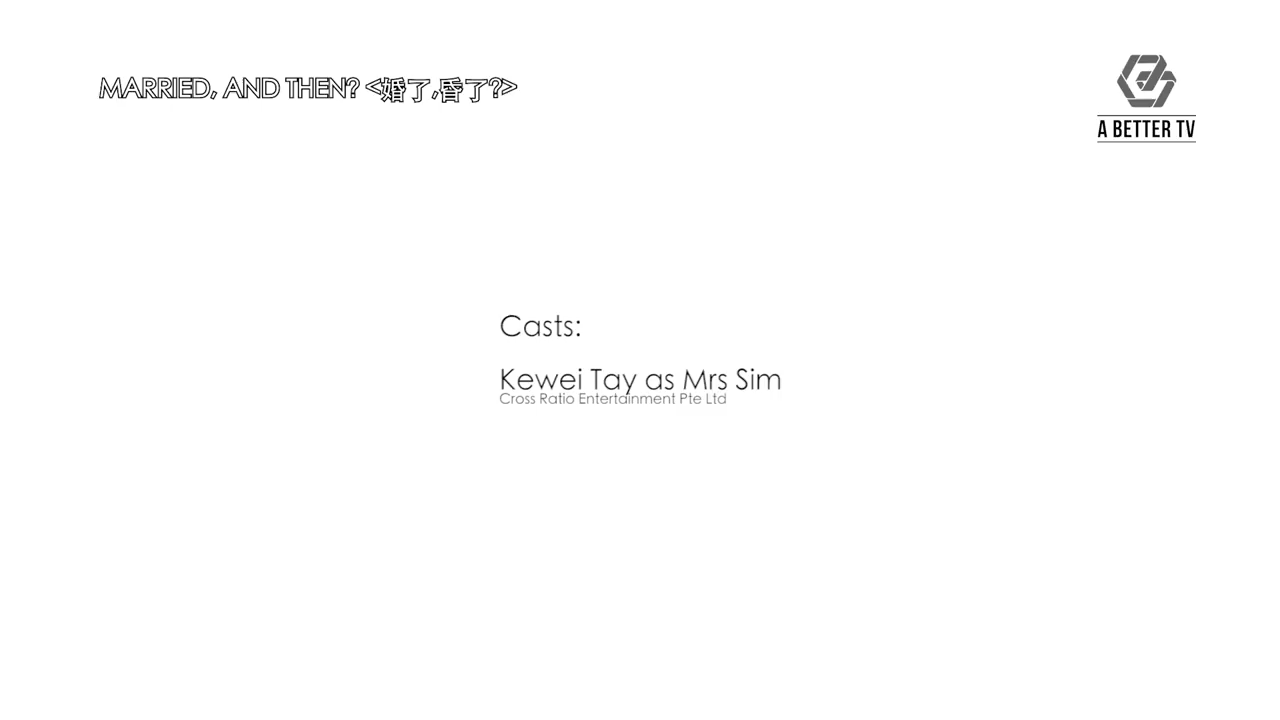 MARRIED, AND THEN? <婚了,昏了?>
A BETTER TV
Casts:
Kewei Tay as Mrs Sim
Cross Ratio Entertainment Pte Ltd